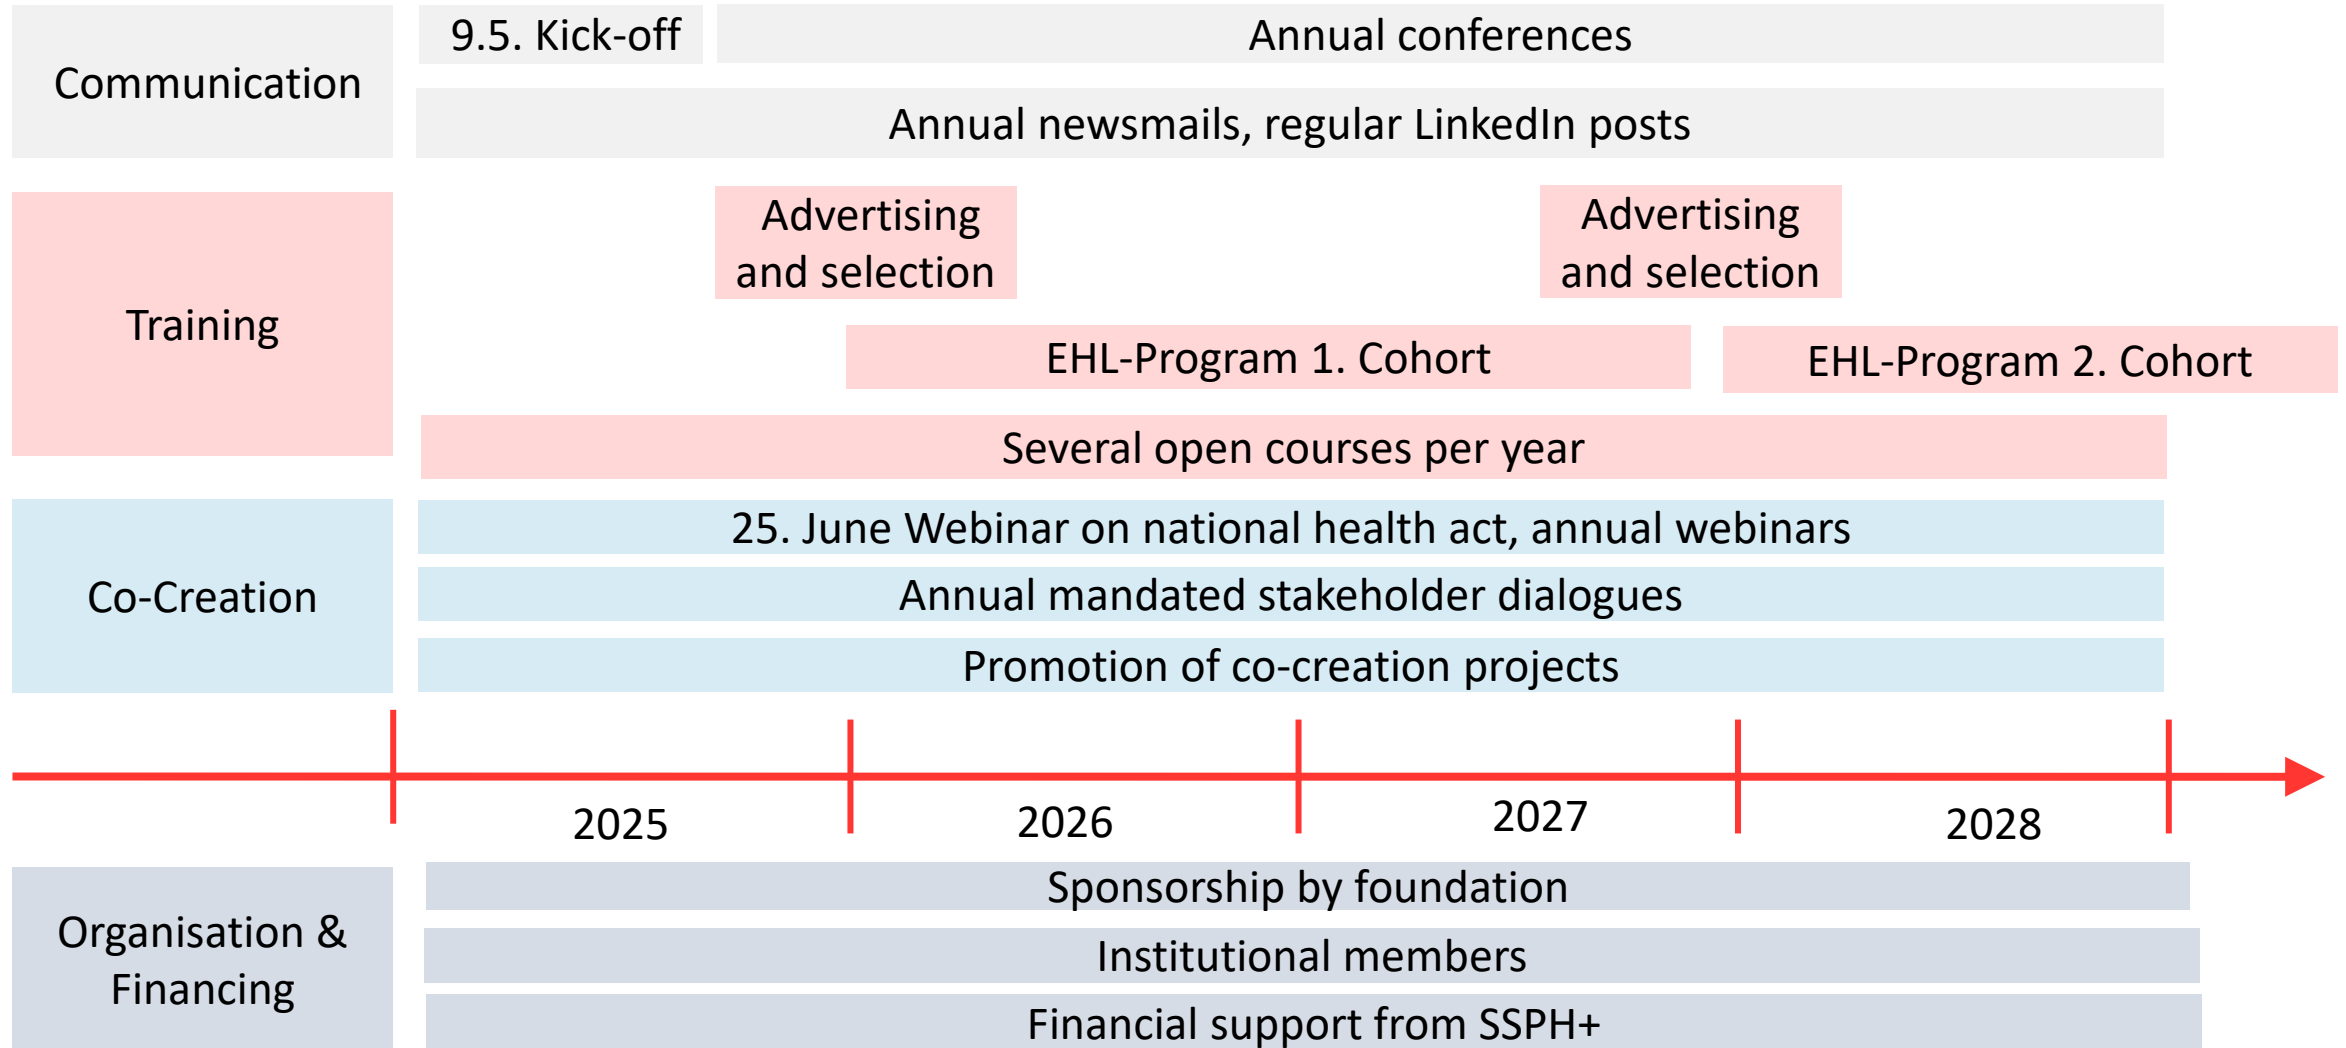 Communication
9.5. Kick-off
Annual conferences
Annual newsmails, regular LinkedIn posts
Training
Advertising
and selection
Advertising
and selection
EHL-Program 1. Cohort
EHL-Program 2. Cohort
Several open courses per year
Co-Creation
25. June Webinar on national health act, annual webinars
Annual mandated stakeholder dialogues
Promotion of co-creation projects
2025
2026
2027
2028
Organisation &
Financing
Sponsorship by foundation
Institutional members
Financial support from SSPH+